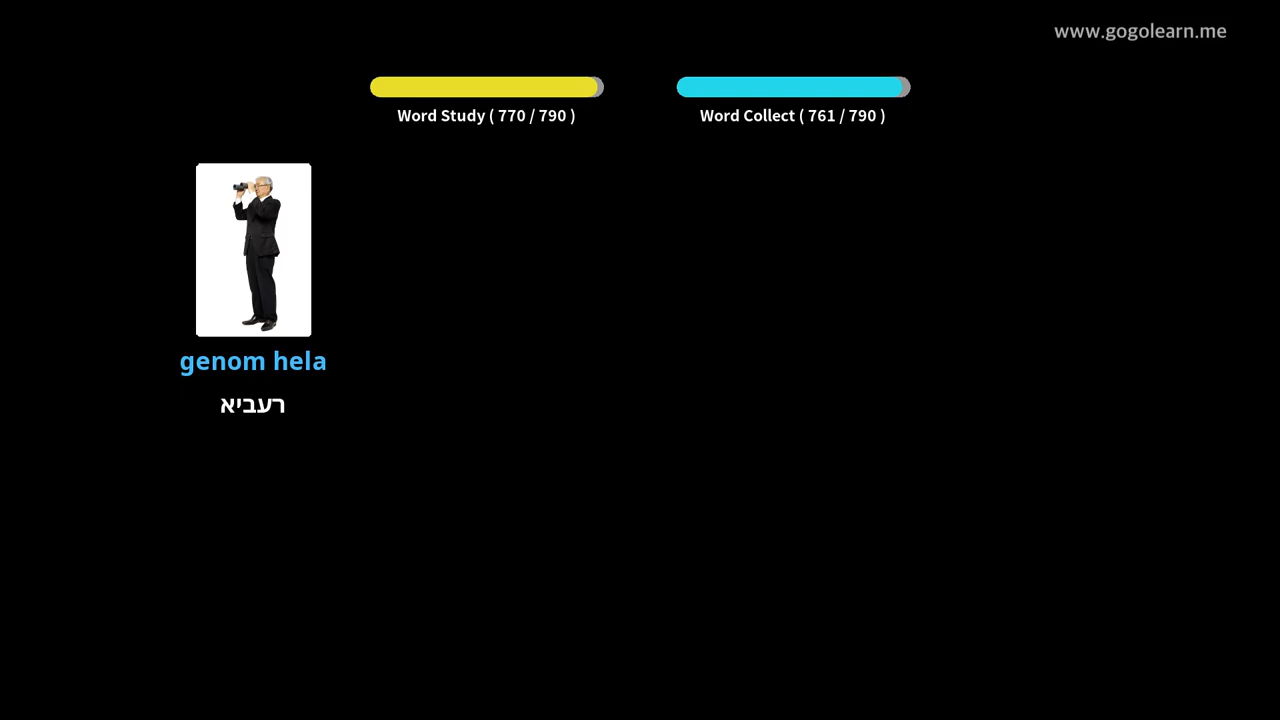 www.gogolearn.me
Word Study ( 770 / 790 )
Word Collect ( 761 / 790 )
genom hela
רעביא